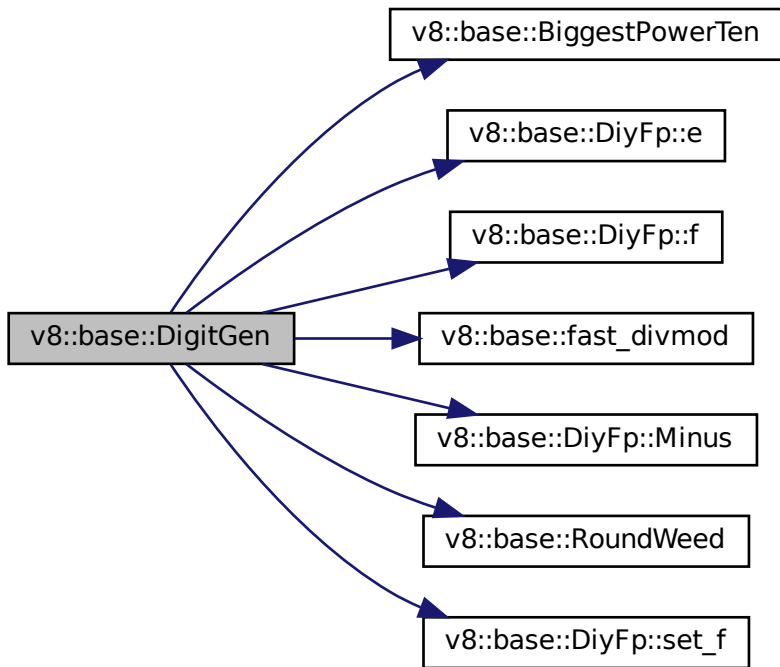 v8::base::BiggestPowerTen
v8::base::DiyFp::e
v8::base::DiyFp::f
v8::base::DigitGen
v8::base::fast_divmod
v8::base::DiyFp::Minus
v8::base::RoundWeed
v8::base::DiyFp::set_f